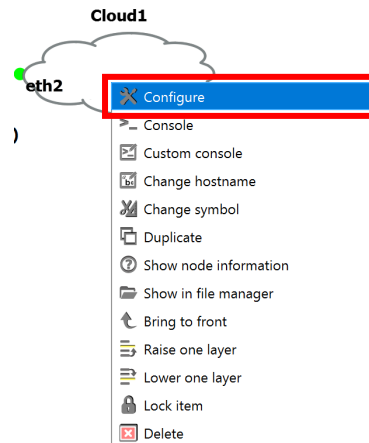 Cloud1
eth2
Configure
Console
)
Custom console
Change hostname
Change symbol
Duplicate
Show node information
Show in file manager
Bring to front
Raise one layer
Lower one layer
Lock item
Delete